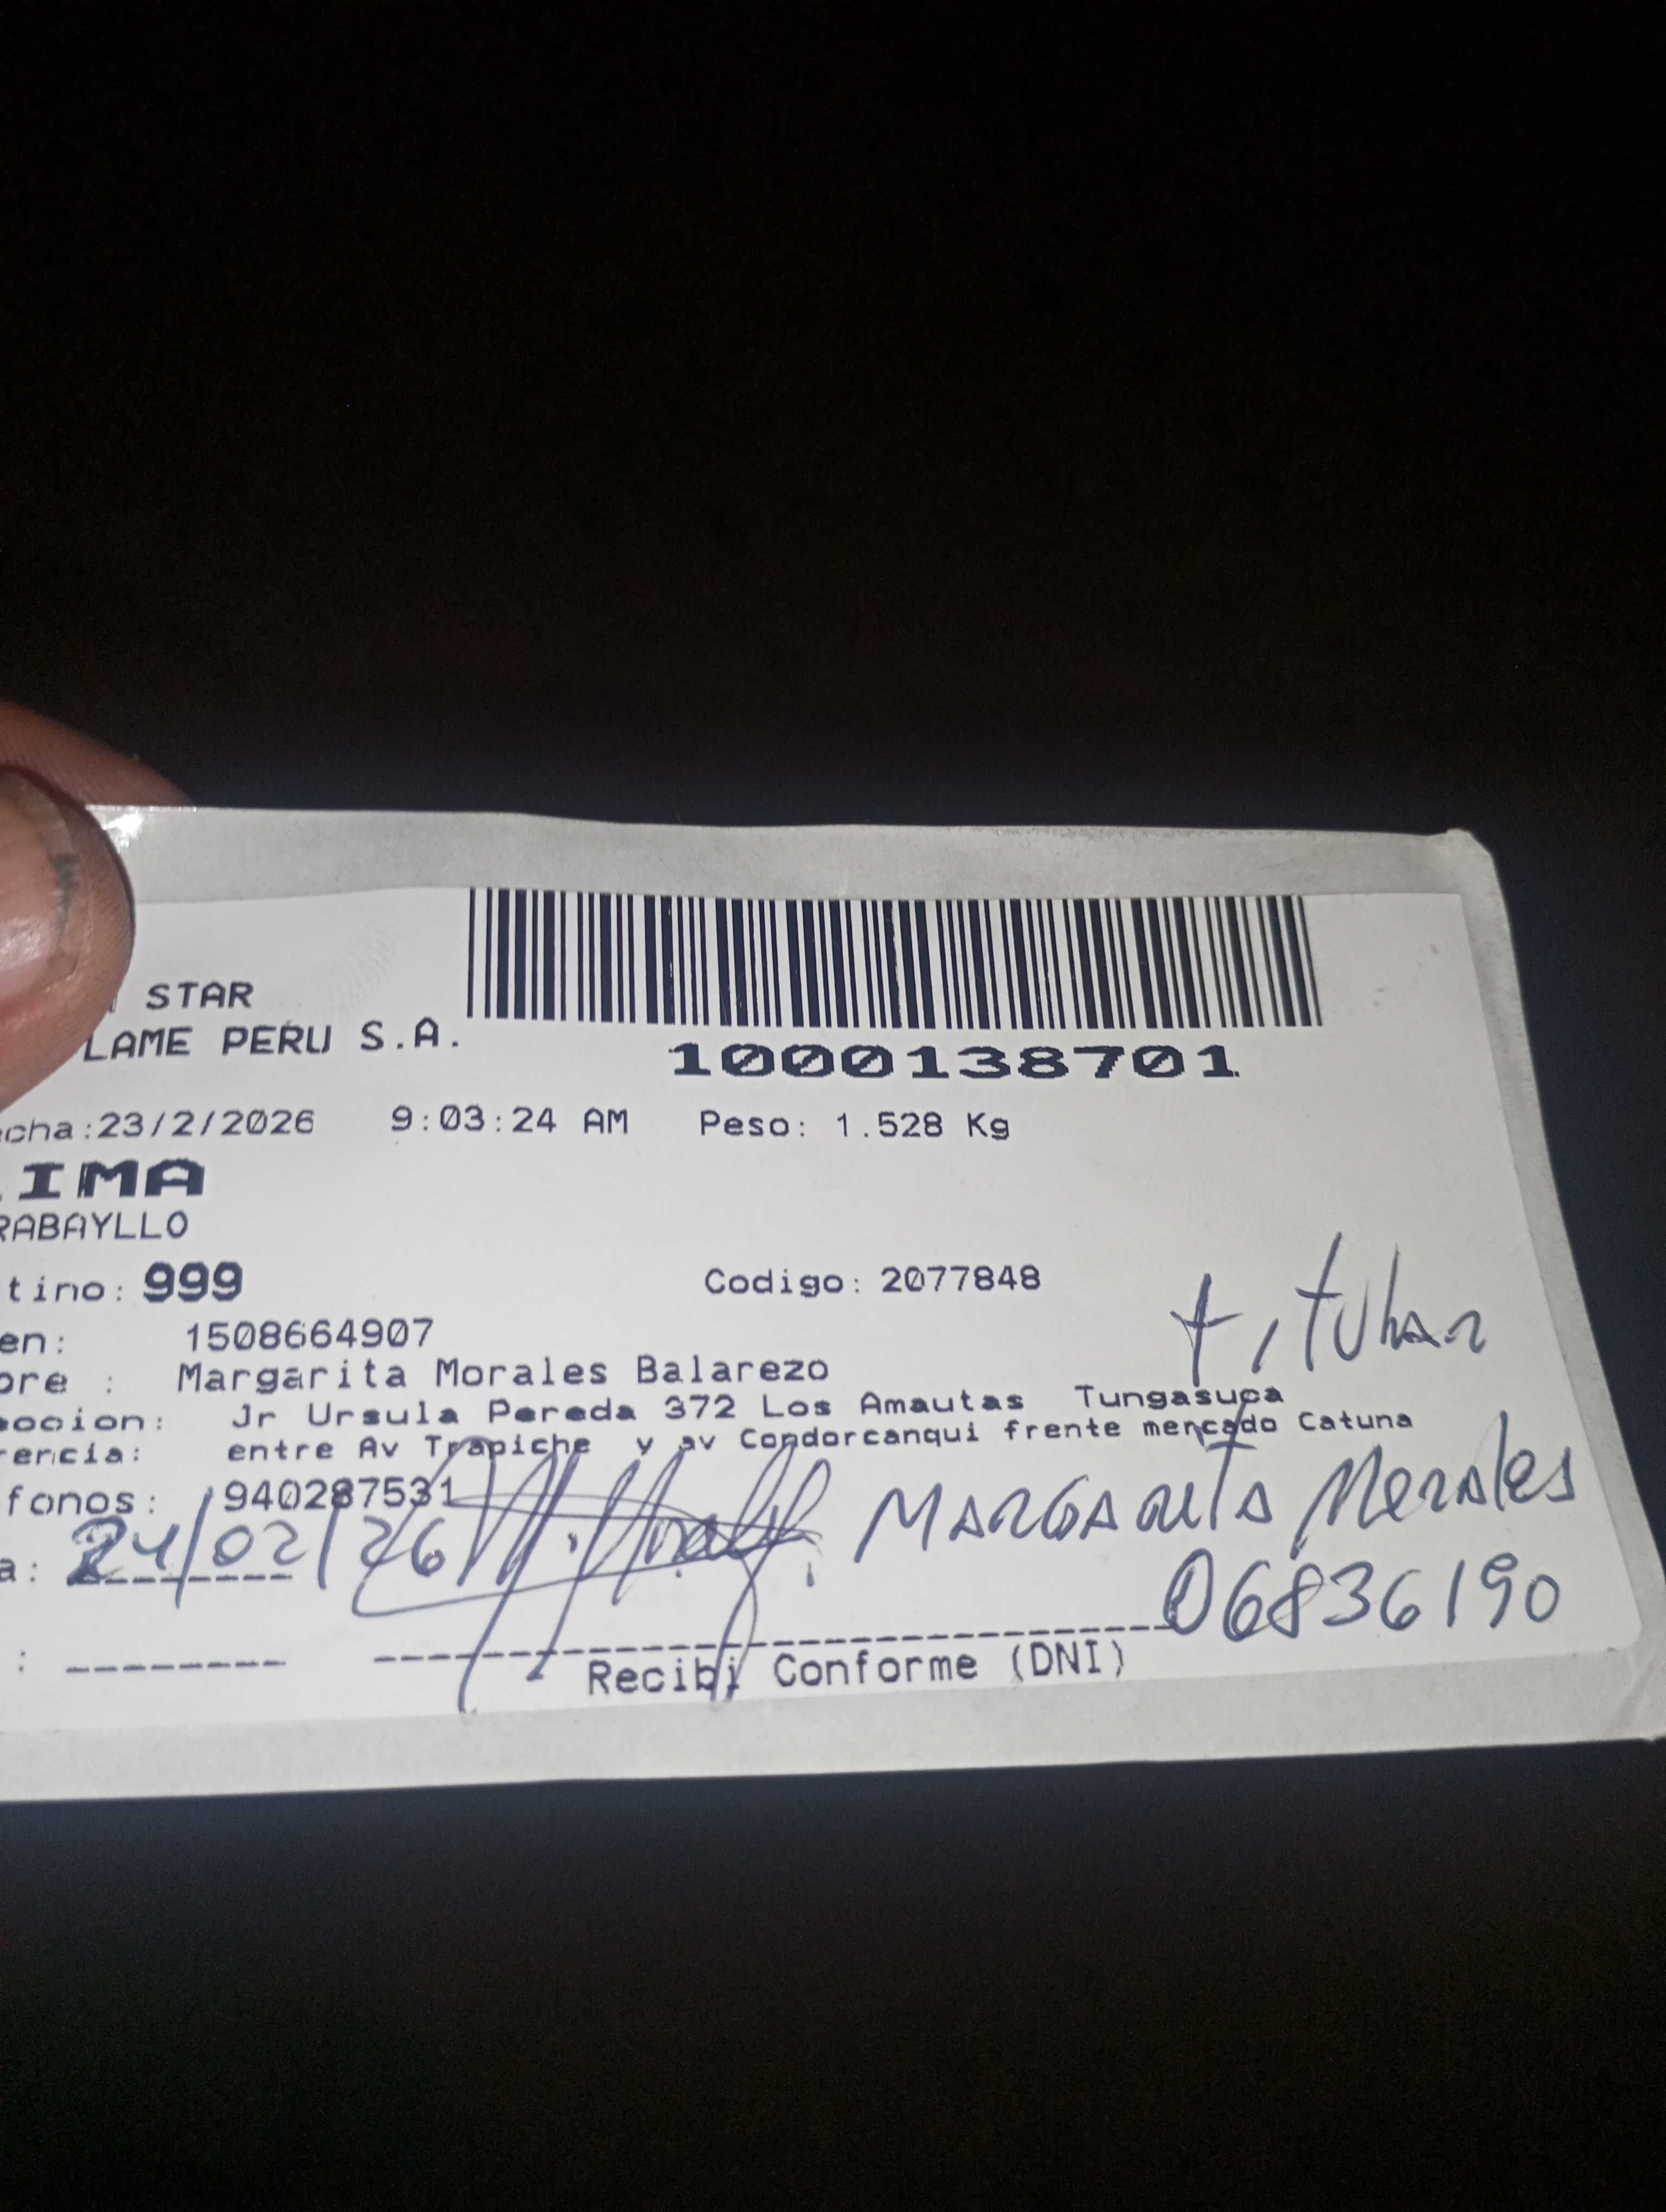 STAR
LAME PERU S.A.
1000138701
cha:23/2/2026 9:03:24 AM Peso: 1.528 Kg
IMA
RABAYLLO
tino: 999 Codigo: 2077848
titular
en: 1508664907
bre : Margarita Morales Balarezo
eccion: Jr Ursula Pereda 372 Los Amautas Tungasuca
rencia: entre Av Trapiche y av Condorcanqui frente mercado Catuna
fonos: 940287531
a: 24/02/26 MARGARITA Morales
06836190
: -------- Recibi Conforme (DNI)